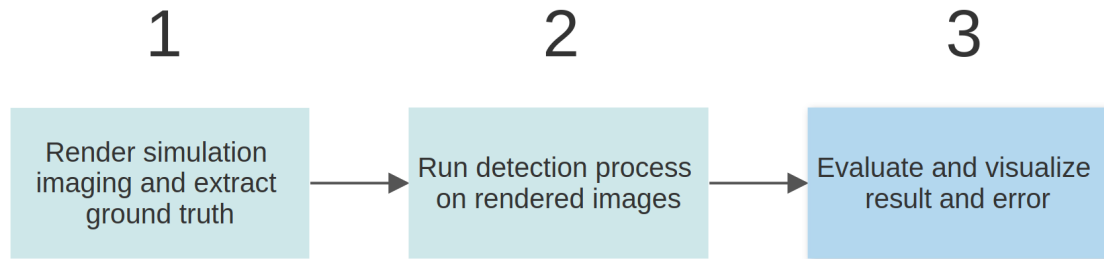 1
2
3
Render simulation
imaging and extract
ground truth
Run detection process
on rendered images
Evaluate and visualize
result and error